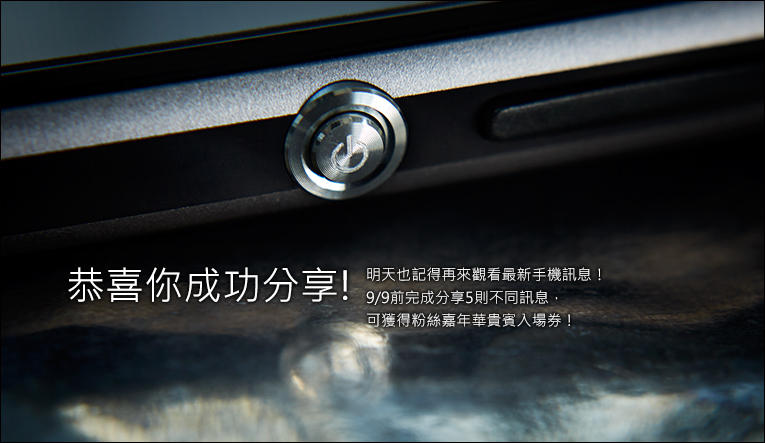 恭喜你成功分享!
明天也記得再來觀看最新手機訊息！
9/9前完成分享5則不同訊息，
可獲得粉絲嘉年華貴賓入場券！